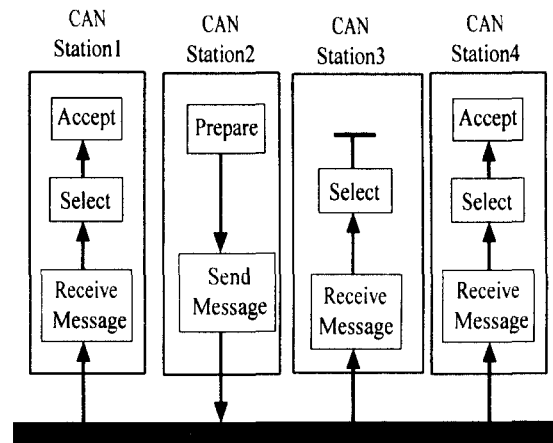 CAN
Station1
CAN
Station2
CAN
Station3
CAN
Station4
Accept
Select
Receive
Message
Prepare
Send
Message
Select
Receive
Message
Accept
Select
Receive
Message